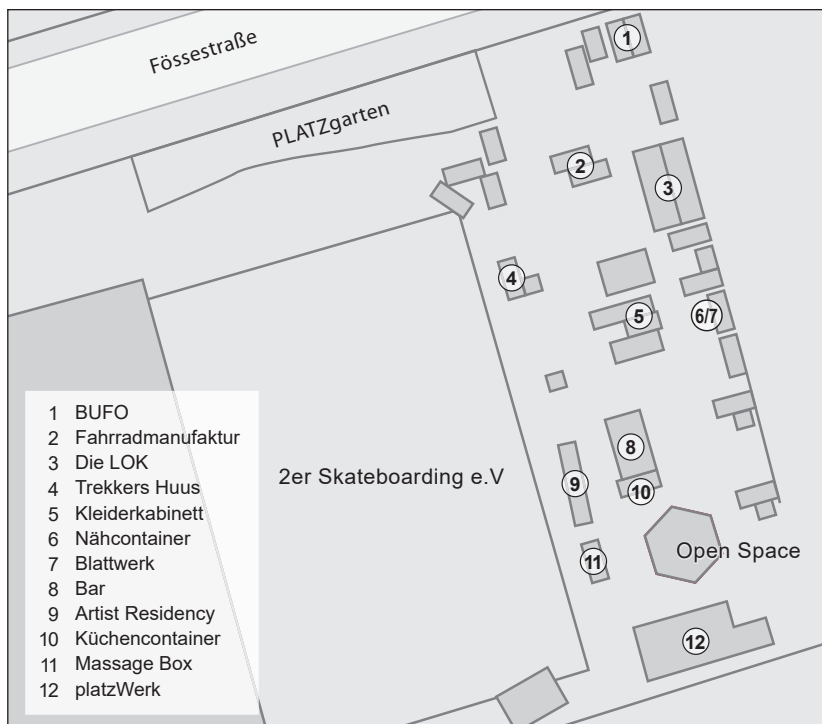 Fössestraße
PLATZgarten
1
2
3
4
5
6/7
8
9
10
11
12
2er Skateboarding e.V
Open Space
1 BUFO
2 Fahrradmanufaktur
3 Die LOK
4 Trekkers Huus
5 Kleiderkabinett
6 Nähcontainer
7 Blattwerk
8 Bar
9 Artist Residency
10 Küchencontainer
11 Massage Box
12 platzWerk